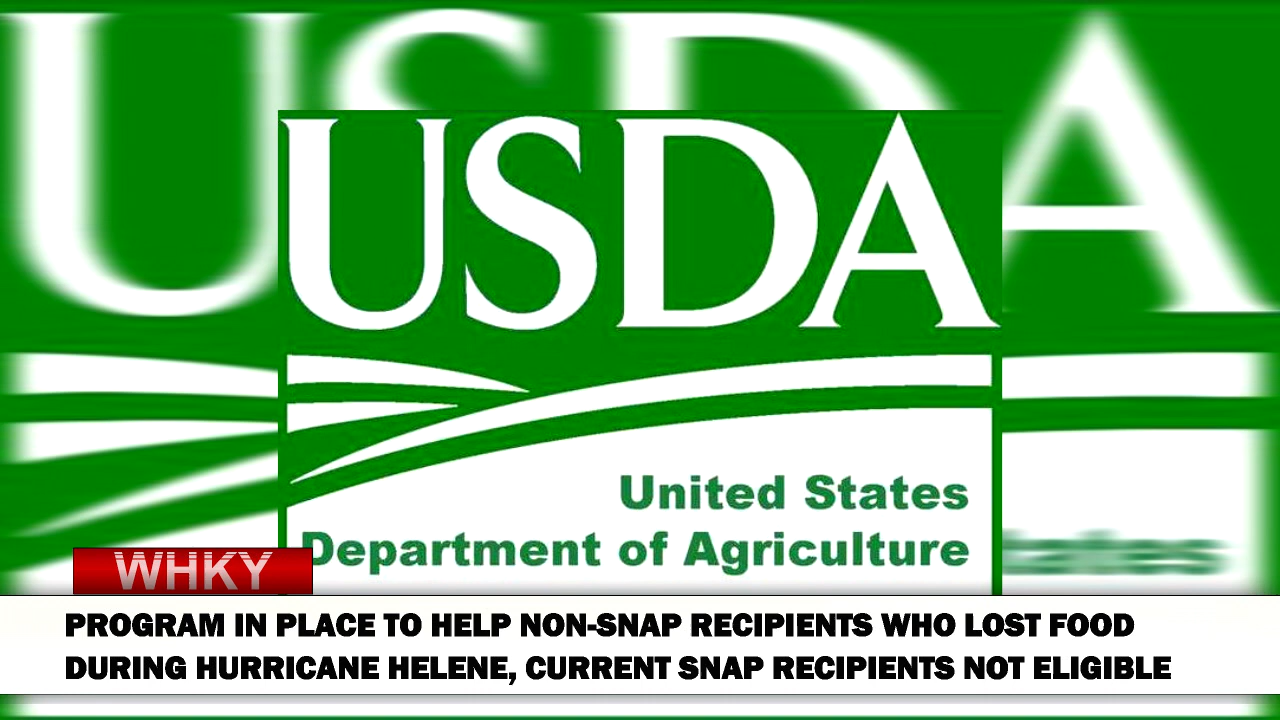 USDA
United States
Department of Agriculture
WHKY
PROGRAM IN PLACE TO HELP NON-SNAP RECIPIENTS WHO LOST FOOD
DURING HURRICANE HELENE, CURRENT SNAP RECIPIENTS NOT ELIGIBLE